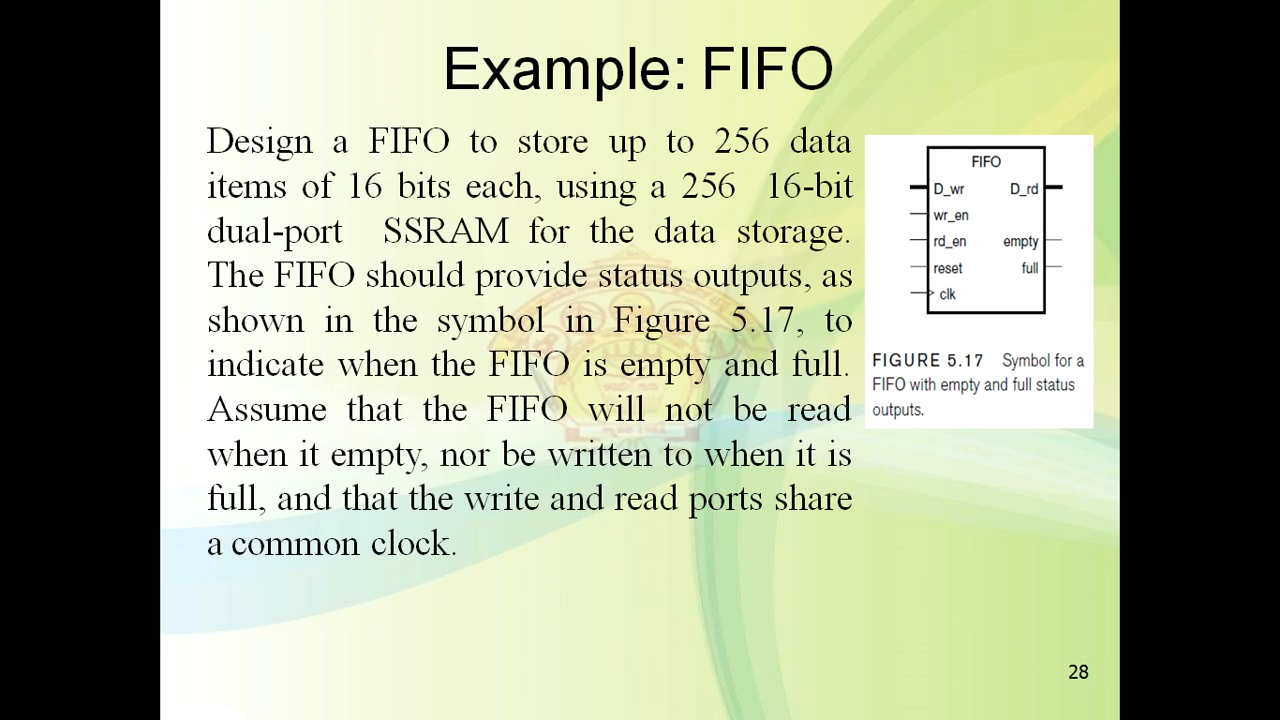 Example: FIFO
Design a FIFO to store up to 256 data
items of 16 bits each, using a 256 16-bit
dual-port SSRAM for the data storage.
The FIFO should provide status outputs, as
shown in the symbol in Figure 5.17, to
indicate when the FIFO is empty and full.
Assume that the FIFO will not be read
when it empty, nor be written to when it is
full, and that the write and read ports share
a common clock.
FIFO
D_wr D_rd
wr_en
rd_en empty
reset full
clk
FIGURE 5.17 Symbol for a
FIFO with empty and full status
outputs.
28